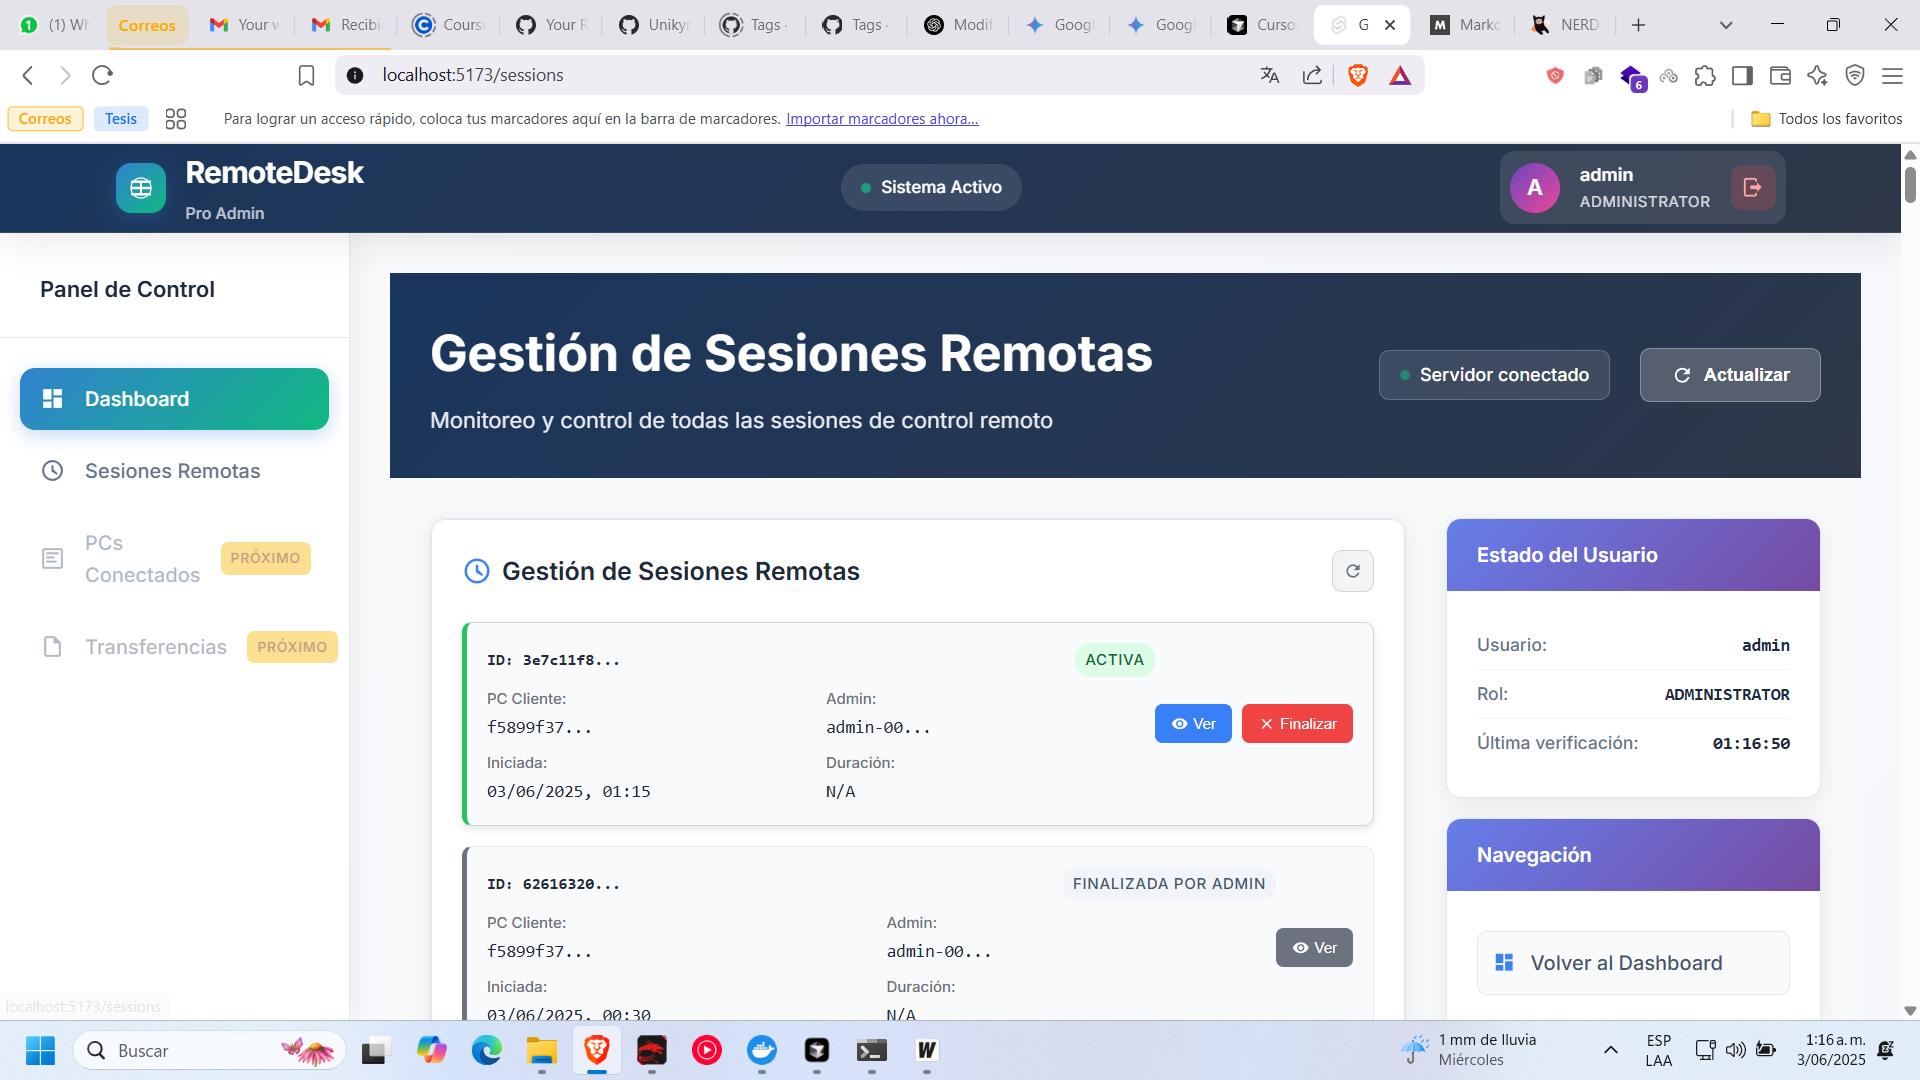 (1) Wh
Correos
Your w
Recibi
Cours
Your R
Unikyr
Tags ·
Tags ·
Modif
Googl
Googl
Curso
G
Marko
NERD
localhost:5173/sessions
6
Correos
Tesis
Para lograr un acceso rápido, coloca tus marcadores aquí en la barra de marcadores. Importar marcadores ahora...
Todos los favoritos
RemoteDesk
Pro Admin
Sistema Activo
A
admin
ADMINISTRATOR
Panel de Control
Dashboard
Sesiones Remotas
PCs
Conectados
PRÓXIMO
Transferencias
PRÓXIMO
Gestión de Sesiones Remotas
Monitoreo y control de todas las sesiones de control remoto
Servidor conectado
Actualizar
Gestión de Sesiones Remotas
ID: 3e7c11f8...
ACTIVA
PC Cliente:
f5899f37...
Admin:
admin-00...
Iniciada:
03/06/2025, 01:15
Duración:
N/A
Ver
Finalizar
ID: 62616320...
FINALIZADA POR ADMIN
PC Cliente:
f5899f37...
Admin:
admin-00...
Iniciada:
03/06/2025, 00:30
Duración:
N/A
Ver
Estado del Usuario
Usuario: admin
Rol: ADMINISTRATOR
Última verificación: 01:16:50
Navegación
Volver al Dashboard
localhost:5173/sessions
Buscar
1 mm de lluvia
Miércoles
ESP
LAA
1:16 a. m.
3/06/2025